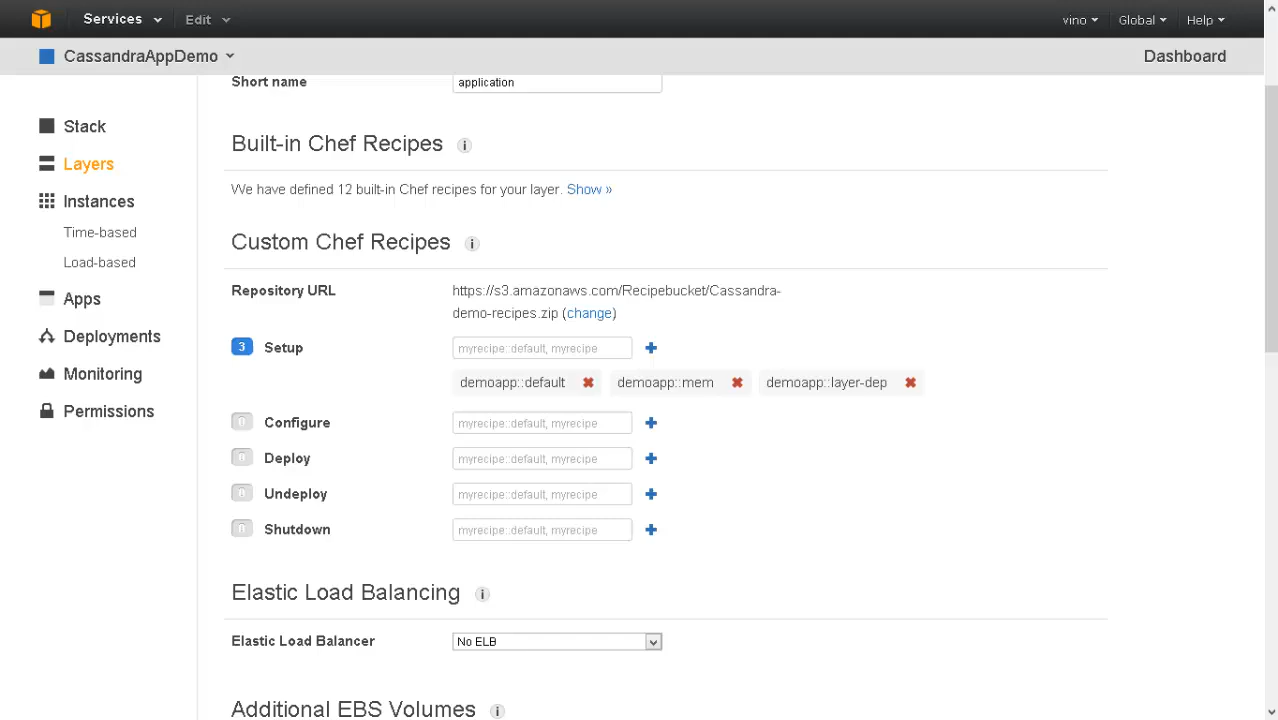 Services Edit vino Global Help
CassandraAppDemo Dashboard
Short name application
Stack
Layers
Instances
Time-based
Load-based
Apps
Deployments
Monitoring
Permissions
Built-in Chef Recipes i
We have defined 12 built-in Chef recipes for your layer. Show »
Custom Chef Recipes i
Repository URL https://s3.amazonaws.com/Recipebucket/Cassandra-
demo-recipes.zip (change)
3 Setup myrecipe::default, myrecipe
demoapp::default demoapp::mem demoapp::layer-dep
0 Configure myrecipe::default, myrecipe
0 Deploy myrecipe::default, myrecipe
0 Undeploy myrecipe::default, myrecipe
0 Shutdown myrecipe::default, myrecipe
Elastic Load Balancing i
Elastic Load Balancer No ELB
Additional EBS Volumes i